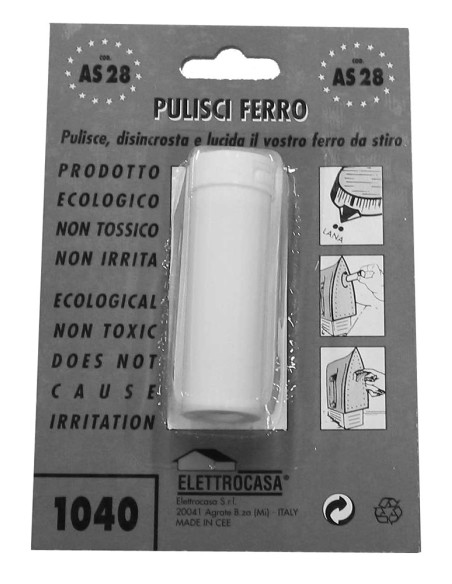 COD.
AS 28
COD.
AS 28
PULISCI FERRO
Pulisce, disincrosta e lucida il vostro ferro da stiro
PRODOTTO
ECOLOGICO
NON TOSSICO
NON IRRITA
ECOLOGICAL
NON TOXIC
DOES NOT
CAUSE
IRRITATION
LANA
1040
ELETTROCASA®
Elettrocasa S.r.l.
20041 Agrate B.za (Mi) - ITALY
MADE IN CEE